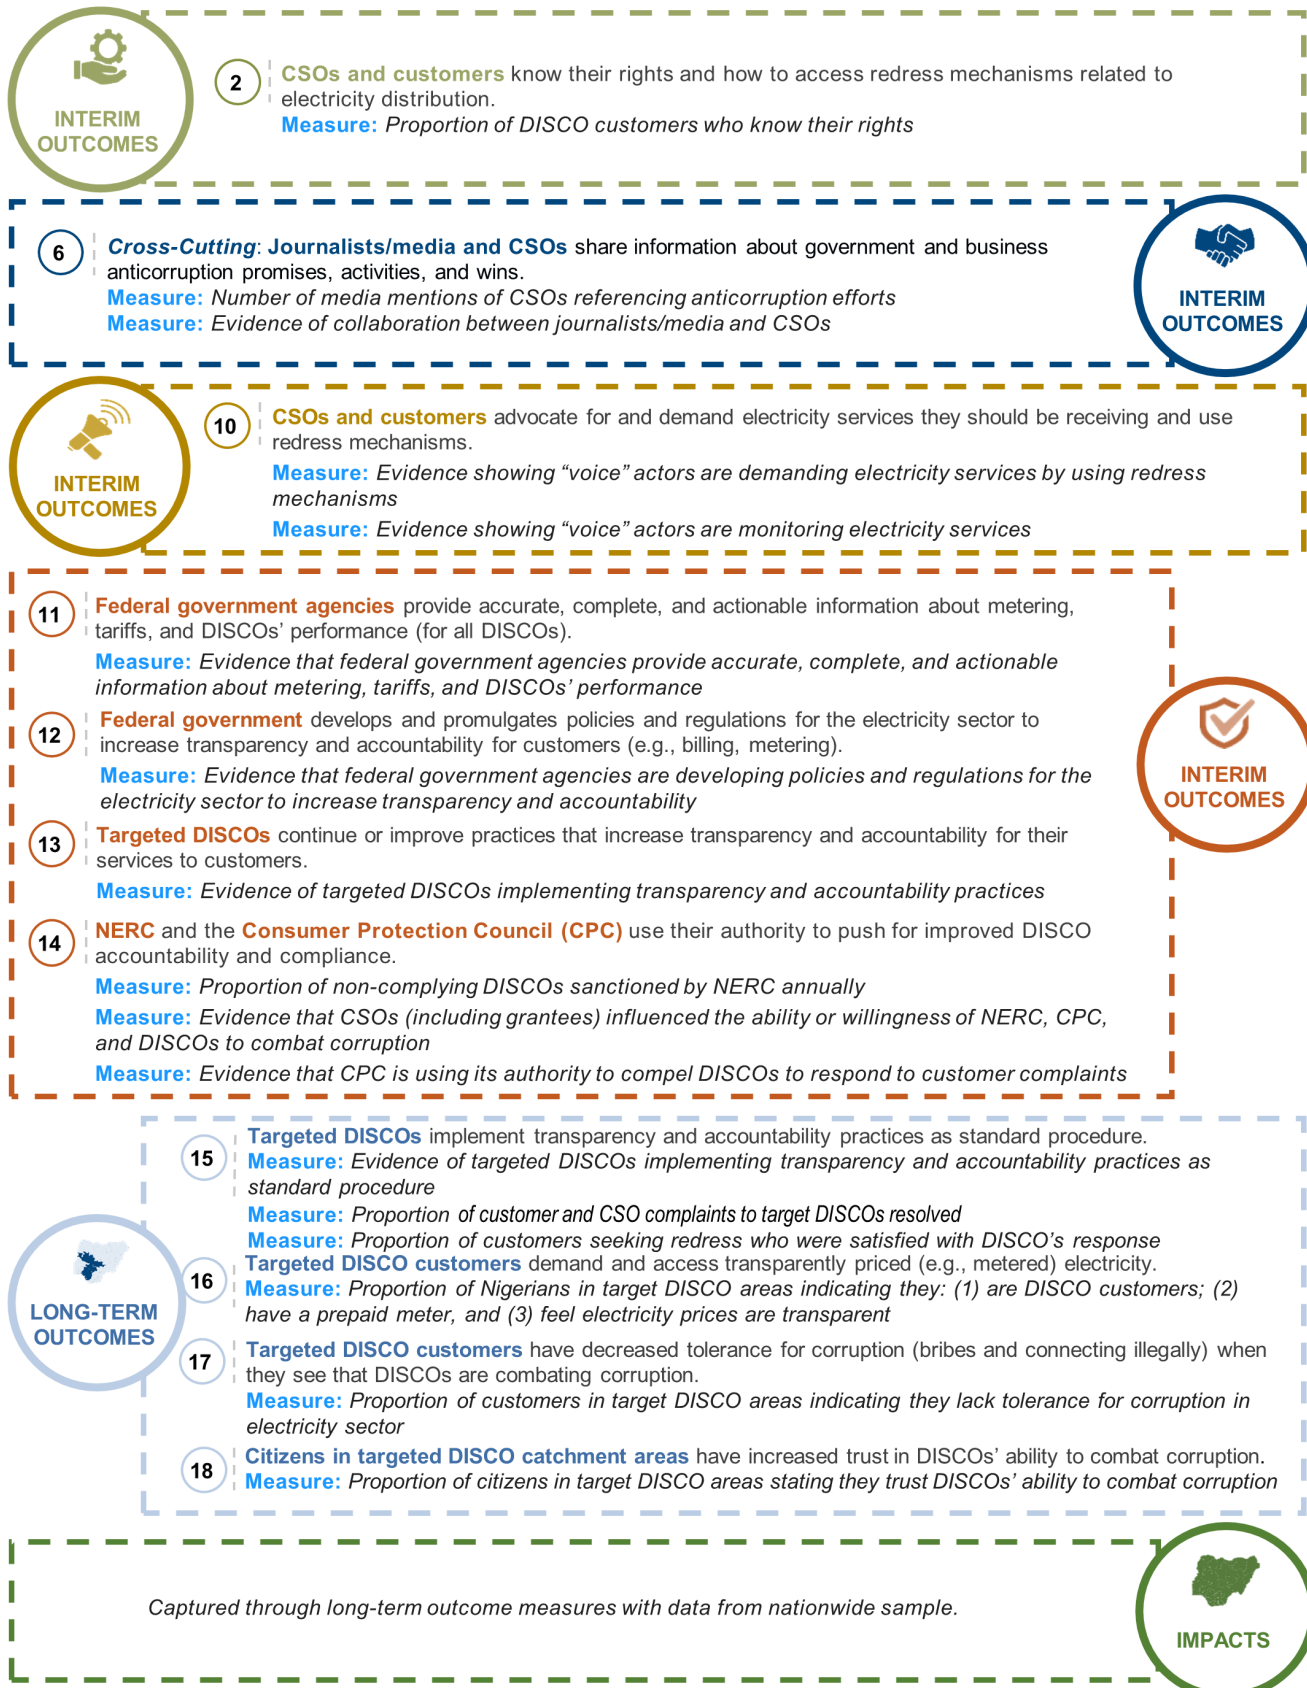 INTERIM
OUTCOMES
2
CSOs and customers know their rights and how to access redress mechanisms related to
electricity distribution.
Measure: Proportion of DISCO customers who know their rights
6
Cross-Cutting: Journalists/media and CSOs share information about government and business
anticorruption promises, activities, and wins.
Measure: Number of media mentions of CSOs referencing anticorruption efforts
Measure: Evidence of collaboration between journalists/media and CSOs
INTERIM
OUTCOMES
INTERIM
OUTCOMES
10
CSOs and customers advocate for and demand electricity services they should be receiving and use
redress mechanisms.
Measure: Evidence showing “voice” actors are demanding electricity services by using redress
mechanisms
Measure: Evidence showing “voice” actors are monitoring electricity services
11
Federal government agencies provide accurate, complete, and actionable information about metering,
tariffs, and DISCOs’ performance (for all DISCOs).
Measure: Evidence that federal government agencies provide accurate, complete, and actionable
information about metering, tariffs, and DISCOs’ performance
12
Federal government develops and promulgates policies and regulations for the electricity sector to
increase transparency and accountability for customers (e.g., billing, metering).
Measure: Evidence that federal government agencies are developing policies and regulations for the
electricity sector to increase transparency and accountability
13
Targeted DISCOs continue or improve practices that increase transparency and accountability for their
services to customers.
Measure: Evidence of targeted DISCOs implementing transparency and accountability practices
14
NERC and the Consumer Protection Council (CPC) use their authority to push for improved DISCO
accountability and compliance.
Measure: Proportion of non-complying DISCOs sanctioned by NERC annually
Measure: Evidence that CSOs (including grantees) influenced the ability or willingness of NERC, CPC,
and DISCOs to combat corruption
Measure: Evidence that CPC is using its authority to compel DISCOs to respond to customer complaints
INTERIM
OUTCOMES
LONG-TERM
OUTCOMES
15
Targeted DISCOs implement transparency and accountability practices as standard procedure.
Measure: Evidence of targeted DISCOs implementing transparency and accountability practices as
standard procedure
Measure: Proportion of customer and CSO complaints to target DISCOs resolved
Measure: Proportion of customers seeking redress who were satisfied with DISCO’s response
16
Targeted DISCO customers demand and access transparently priced (e.g., metered) electricity.
Measure: Proportion of Nigerians in target DISCO areas indicating they: (1) are DISCO customers; (2)
have a prepaid meter, and (3) feel electricity prices are transparent
17
Targeted DISCO customers have decreased tolerance for corruption (bribes and connecting illegally) when
they see that DISCOs are combating corruption.
Measure: Proportion of customers in target DISCO areas indicating they lack tolerance for corruption in
electricity sector
18
Citizens in targeted DISCO catchment areas have increased trust in DISCOs’ ability to combat corruption.
Measure: Proportion of citizens in target DISCO areas stating they trust DISCOs’ ability to combat corruption
Captured through long-term outcome measures with data from nationwide sample.
IMPACTS